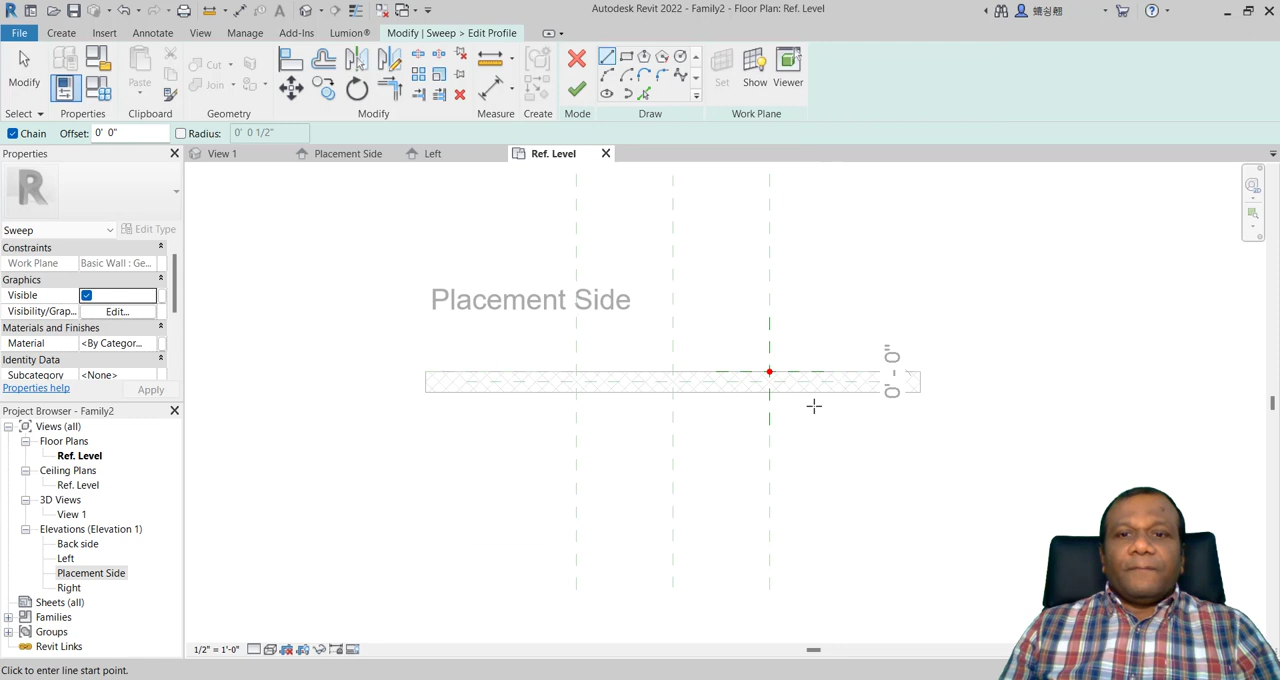 Autodesk Revit 2022 - Family2 - Floor Plan: Ref. Level
File Create Insert Annotate View Manage Add-Ins Lumion® Modify | Sweep > Edit Profile
Modify Paste Cut Join Set Show Viewer
Select Properties Clipboard Geometry Modify Measure Create Mode Draw Work Plane
Chain Offset: 0' 0" Radius: 0' 0 1/2"
Properties View 1 Placement Side Left Ref. Level
R
Sweep Edit Type
Constraints
Work Plane Basic Wall : Ge...
Graphics
Visible
Visibility/Grap... Edit...
Materials and Finishes
Material <By Categor...
Identity Data
Subcategory <None>
Properties help Apply
Project Browser - Family2
Views (all)
Floor Plans
Ref. Level
Ceiling Plans
Ref. Level
3D Views
View 1
Elevations (Elevation 1)
Back side
Left
Placement Side
Right
Sheets (all)
Families
Groups
Revit Links
Placement Side
0' - 0"
1/2" = 1'-0"
Click to enter line start point.